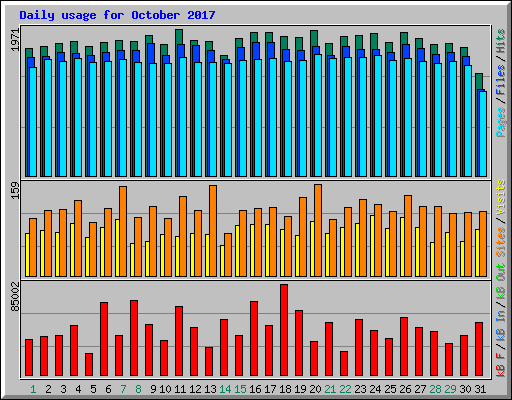 Daily usage for October 2017
1971
Pages / Files / Hits
159
Sites / Visits
85002
kB F / kB In / kB Out
1 2 3 4 5 6 7 8 9 10 11 12 13 14 15 16 17 18 19 20 21 22 23 24 25 26 27 28 29 30 31